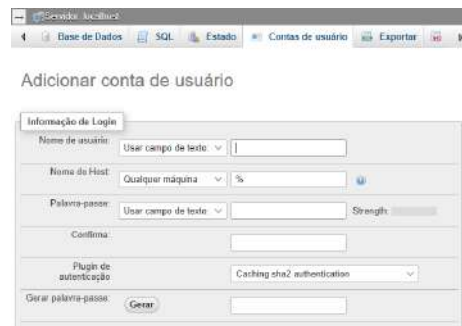 Servidor: localhost
Base de Dados SQL Estado Contas de usuário Exportar
Adicionar conta de usuário
Informação de Login
Nome de usuário: Usar campo de texto:
Nome do Host: Qualquer máquina %
Palavra-passe: Usar campo de texto: Strength:
Confirma:
Plugin de
autenticação
Caching sha2 authentication
Gerar palavra-passe: Gerar